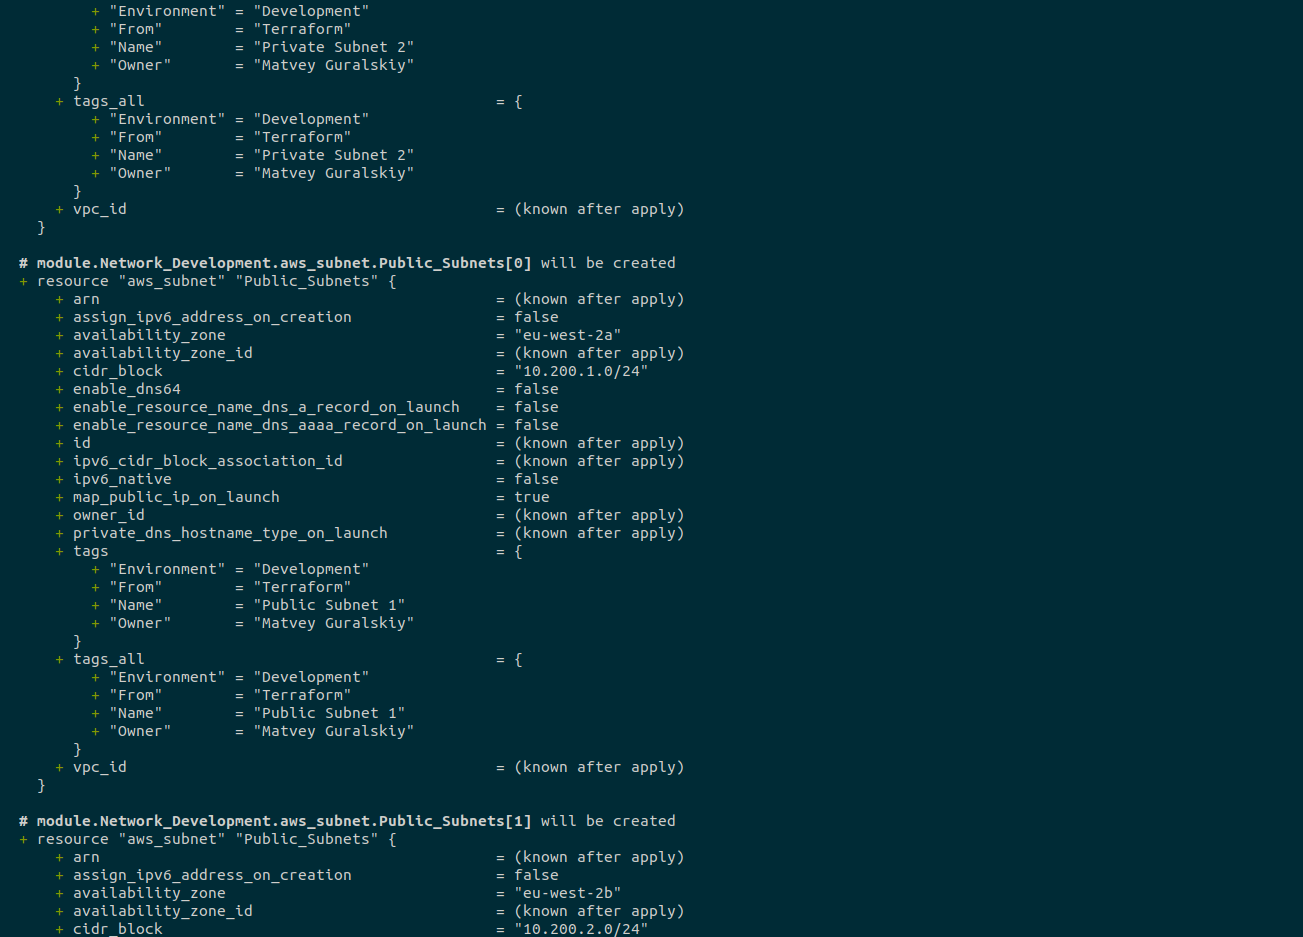 + "Environment" = "Development"
+ "From"        = "Terraform"
+ "Name"        = "Private Subnet 2"
+ "Owner"       = "Matvey Guralskiy"
}
+ tags_all                                       = {
+ "Environment" = "Development"
+ "From"        = "Terraform"
+ "Name"        = "Private Subnet 2"
+ "Owner"       = "Matvey Guralskiy"
}
+ vpc_id                                         = (known after apply)
}
# module.Network_Development.aws_subnet.Public_Subnets[0] will be created
+ resource "aws_subnet" "Public_Subnets" {
+ arn                                            = (known after apply)
+ assign_ipv6_address_on_creation                = false
+ availability_zone                              = "eu-west-2a"
+ availability_zone_id                           = (known after apply)
+ cidr_block                                     = "10.200.1.0/24"
+ enable_dns64                                   = false
+ enable_resource_name_dns_a_record_on_launch    = false
+ enable_resource_name_dns_aaaa_record_on_launch = false
+ id                                             = (known after apply)
+ ipv6_cidr_block_association_id                 = (known after apply)
+ ipv6_native                                    = false
+ map_public_ip_on_launch                        = true
+ owner_id                                       = (known after apply)
+ private_dns_hostname_type_on_launch            = (known after apply)
+ tags                                           = {
+ "Environment" = "Development"
+ "From"        = "Terraform"
+ "Name"        = "Public Subnet 1"
+ "Owner"       = "Matvey Guralskiy"
}
+ tags_all                                       = {
+ "Environment" = "Development"
+ "From"        = "Terraform"
+ "Name"        = "Public Subnet 1"
+ "Owner"       = "Matvey Guralskiy"
}
+ vpc_id                                         = (known after apply)
}
# module.Network_Development.aws_subnet.Public_Subnets[1] will be created
+ resource "aws_subnet" "Public_Subnets" {
+ arn                                            = (known after apply)
+ assign_ipv6_address_on_creation                = false
+ availability_zone                              = "eu-west-2b"
+ availability_zone_id                           = (known after apply)
+ cidr_block                                     = "10.200.2.0/24"